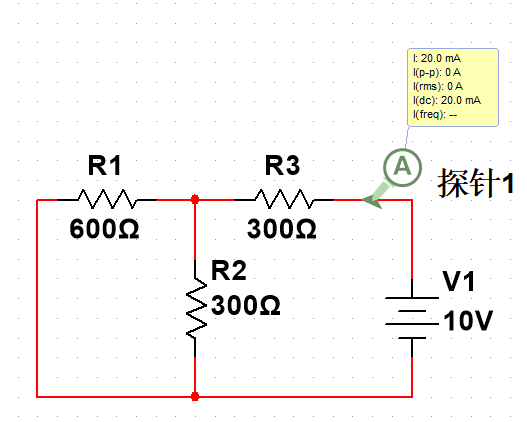 I: 20.0 mA
I(p-p): 0 A
I(rms): 0 A
I(dc): 20.0 mA
I(freq): --
A
探针1
R1
600Ω
R3
300Ω
R2
300Ω
V1
10V